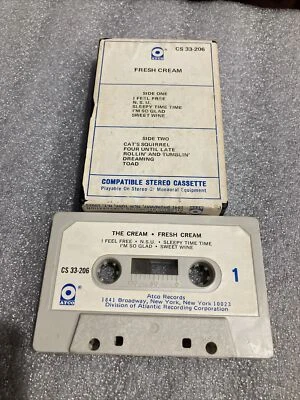 ATCO
CS 33-206
FRESH CREAM
SIDE ONE
I FEEL FREE
N.S.U.
SLEEPY TIME TIME
I'M SO GLAD
SWEET WINE
SIDE TWO
CAT'S SQUIRREL
FOUR UNTIL LATE
ROLLIN' AND TUMBLIN'
DREAMING
TOAD
COMPATIBLE STEREO CASSETTE
Playable On Stereo Or Monaural Equipment
THE CREAM • FRESH CREAM
I FEEL FREE • N.S.U. • SLEEPY TIME TIME
I'M SO GLAD • SWEET WINE
CS 33-206
1
ATCO
Atco Records
1841 Broadway, New York, New York 10023
Division of Atlantic Recording Corporation